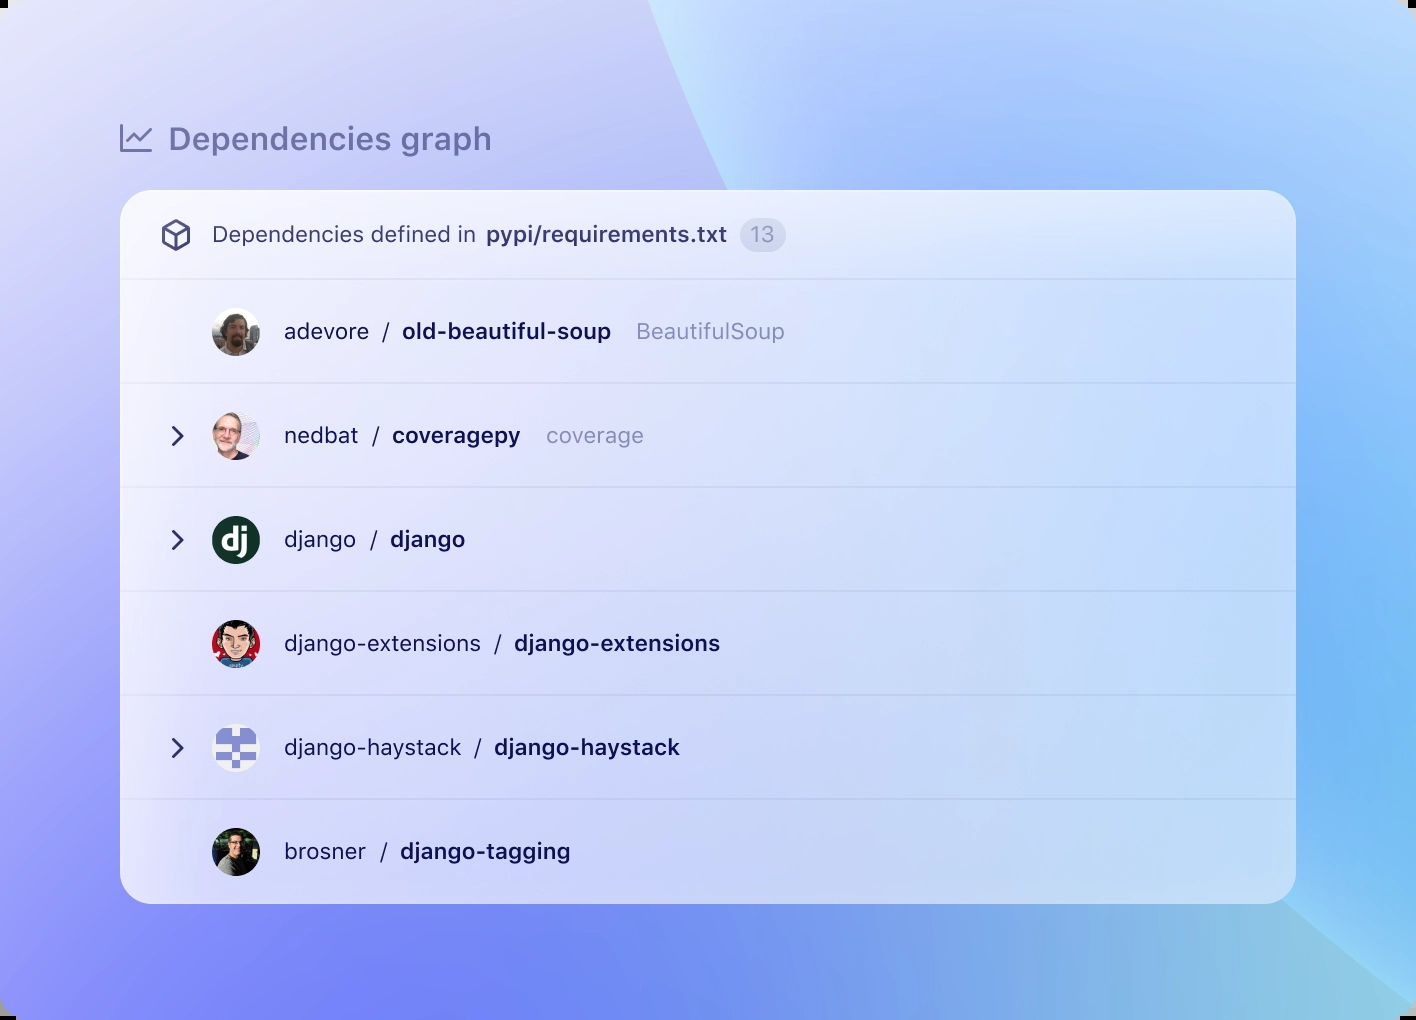 Dependencies graph
Dependencies defined in pypi/requirements.txt 13
adevore / old-beautiful-soup BeautifulSoup
nedbat / coveragepy coverage
dj django / django
django-extensions / django-extensions
django-haystack / django-haystack
brosner / django-tagging